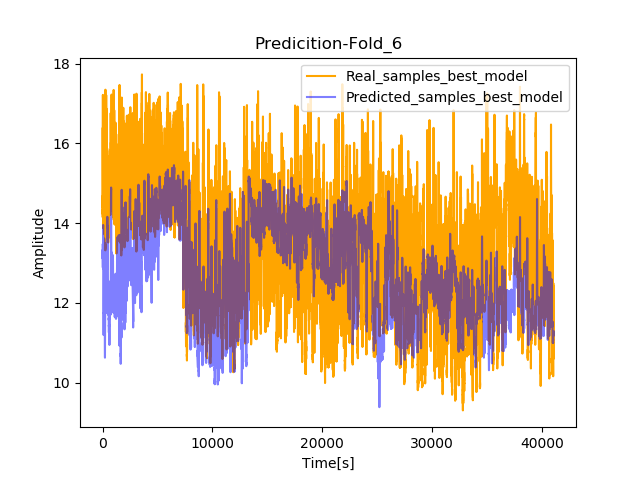 Predicition-Fold_6
Real_samples_best_model
Predicted_samples_best_model
18
16
14
12
10
Amplitude
0
10000
20000
30000
40000
Time[s]